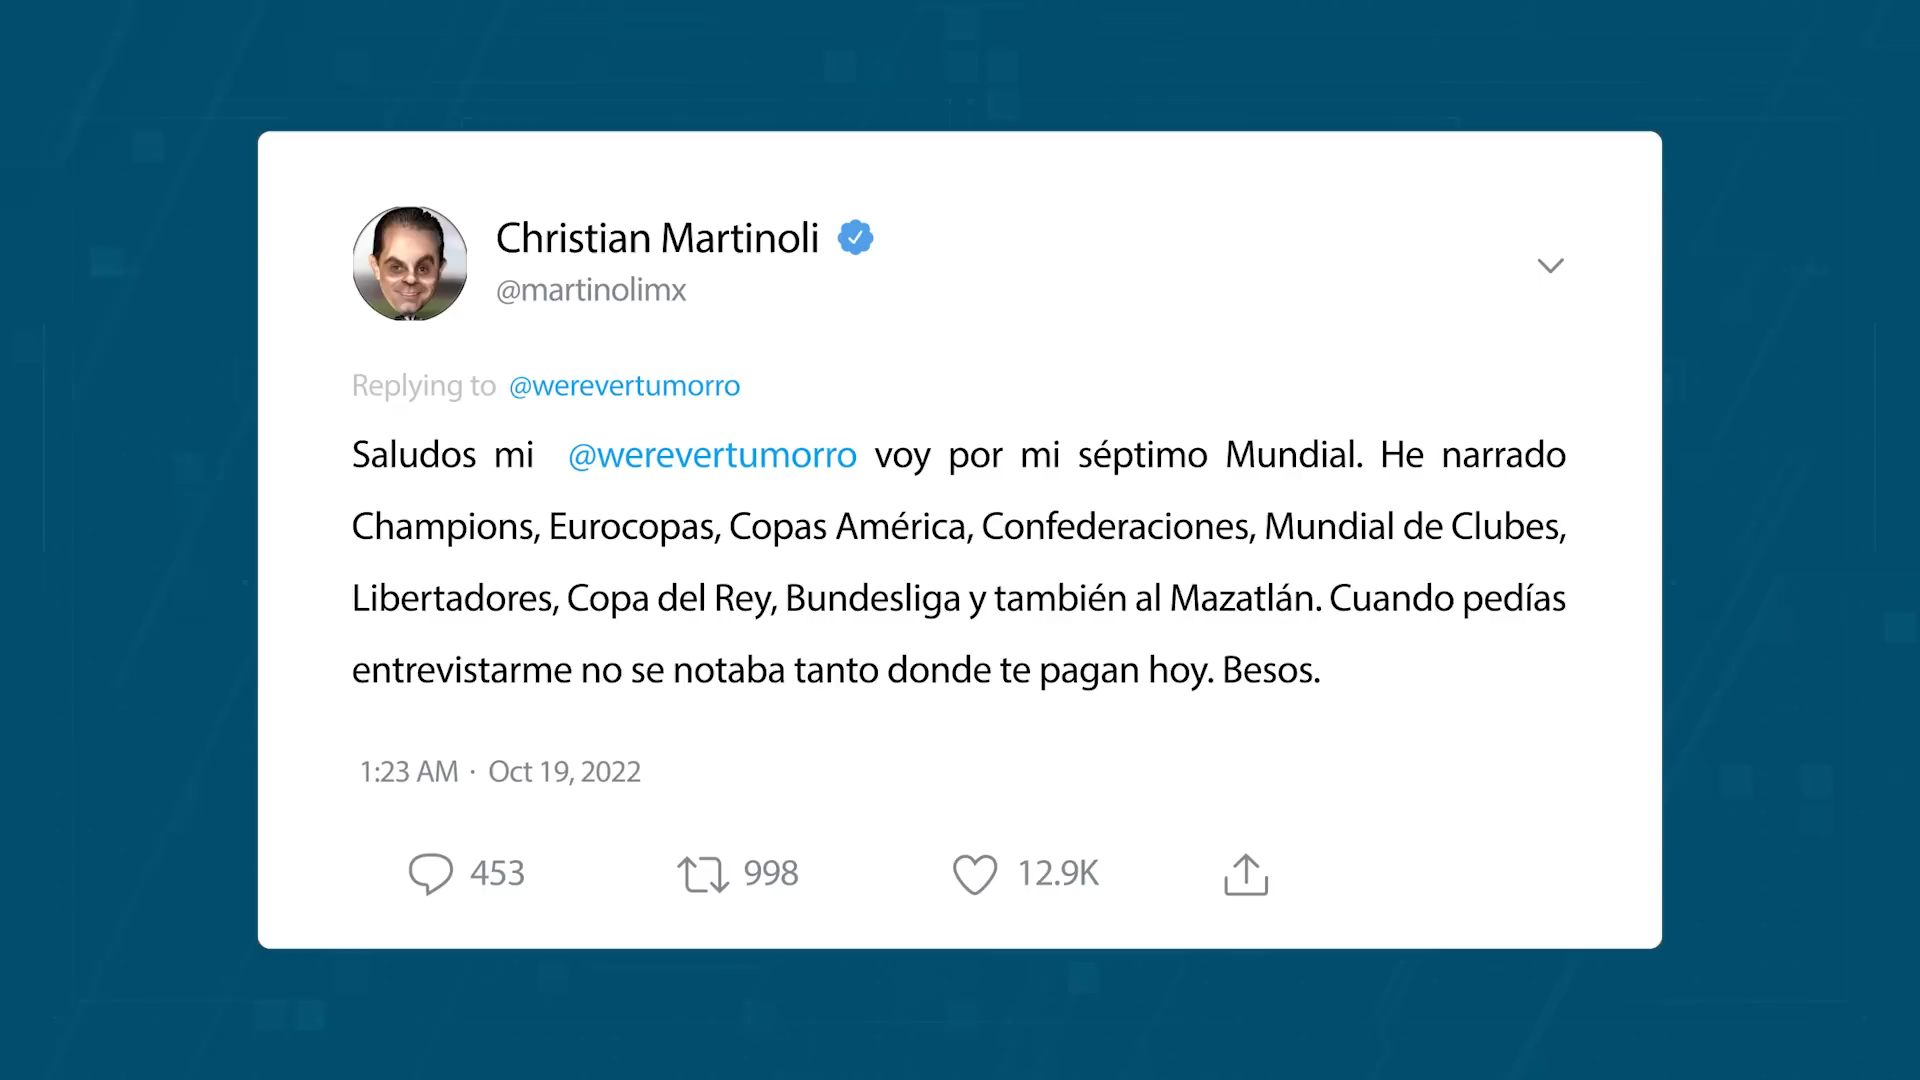 Christian Martinoli
@martinolimx
Replying to @werevertumorro
Saludos mi @werevertumorro voy por mi séptimo Mundial. He narrado
Champions, Eurocopas, Copas América, Confederaciones, Mundial de Clubes,
Libertadores, Copa del Rey, Bundesliga y también al Mazatlán. Cuando pedías
entrevistarme no se notaba tanto donde te pagan hoy. Besos.
1:23 AM · Oct 19, 2022
453 998 12.9K